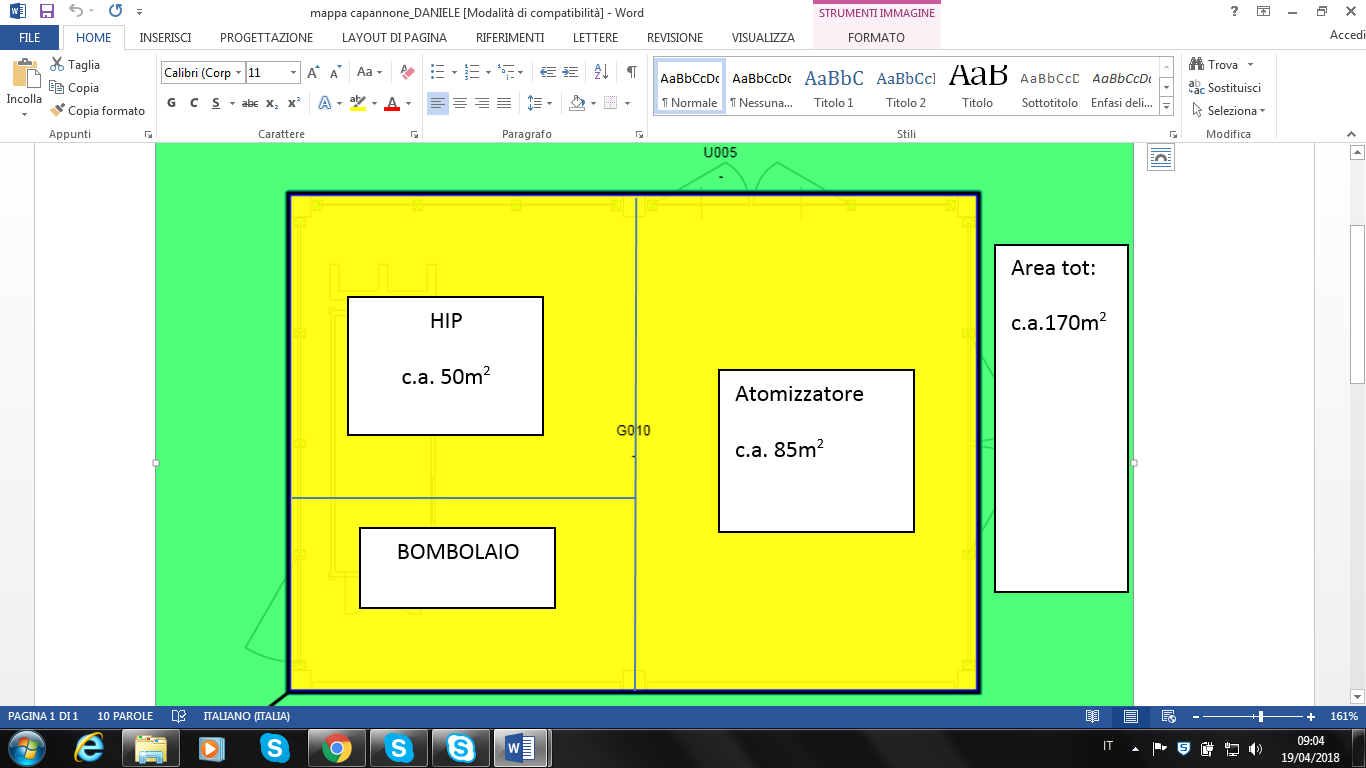 mappa capannone_DANIELE [Modalità di compatibilità] - Word
STRUMENTI IMMAGINE
FILE
HOME
INSERISCI
PROGETTAZIONE
LAYOUT DI PAGINA
RIFERIMENTI
LETTERE
REVISIONE
VISUALIZZA
FORMATO
Accedi
Incolla
Taglia
Copia
Copia formato
Appunti
Calibri (Corp
11
G C S abc x₂ x²
Carattere
Paragrafo
AaBbCcDc
¶ Normale
AaBbCcDc
¶ Nessuna...
AaBbC
Titolo 1
AaBbCcI
Titolo 2
AaB
Titolo
AaBbCcD
Sottotitolo
AaBbCcDc
Enfasi deli...
Stili
Trova
Sostituisci
Seleziona
Modifica
U005
-
HIP
c.a. 50m²
G010
-
BOMBOLAIO
Atomizzatore
c.a. 85m²
Area tot:
c.a.170m²
PAGINA 1 DI 1
10 PAROLE
ITALIANO (ITALIA)
161%
IT
09:04
19/04/2018